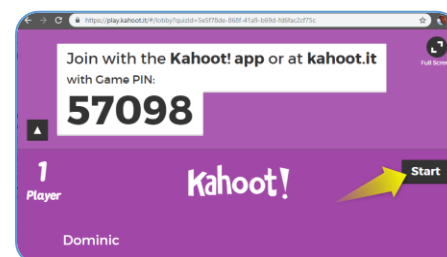 https://play.kahoot.it/#/lobby?quizId=5e5f78de-868f-41a8-b69d-fd6fac2cf75c
Join with the Kahoot! app or at kahoot.it
with Game PIN:
57098
Full Screen
1
Player
Kahoot!
Start
Dominic